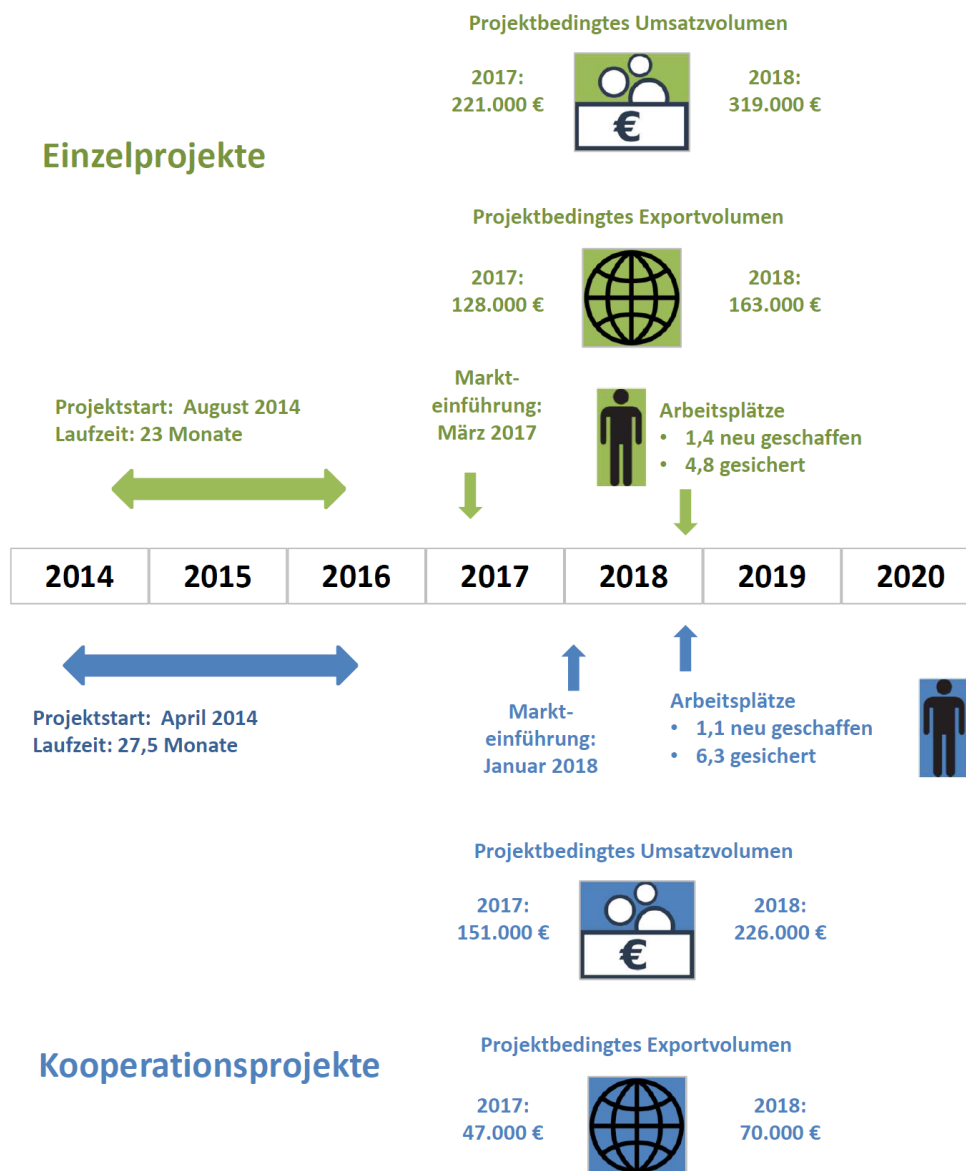 Projektbedingtes Umsatzvolumen
2017:
221.000 €
€
2018:
319.000 €
Einzelprojekte
Projektbedingtes Exportvolumen
2017:
128.000 €
2018:
163.000 €
Projektstart: August 2014
Laufzeit: 23 Monate
Markt-
einführung:
März 2017
Arbeitsplätze
• 1,4 neu geschaffen
• 4,8 gesichert
2014 2015 2016 2017 2018 2019 2020
Projektstart: April 2014
Laufzeit: 27,5 Monate
Markt-
einführung:
Januar 2018
Arbeitsplätze
• 1,1 neu geschaffen
• 6,3 gesichert
Projektbedingtes Umsatzvolumen
2017:
151.000 €
€
2018:
226.000 €
Kooperationsprojekte
Projektbedingtes Exportvolumen
2017:
47.000 €
2018:
70.000 €